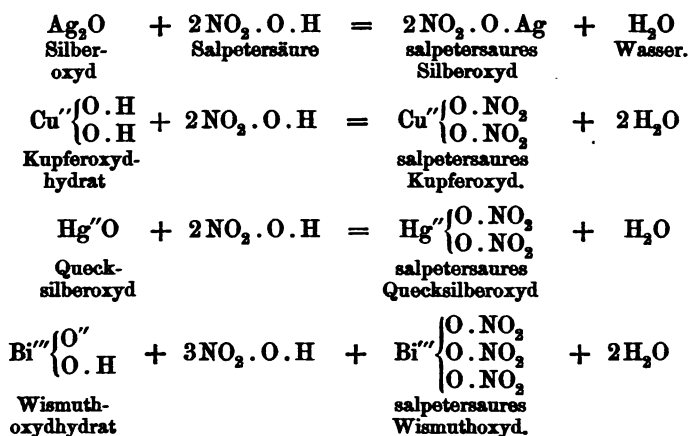 Ag₂O + 2NO₂.O.H = 2NO₂.O.Ag + H₂O
Silber- Salpetersäure salpetersaures Wasser.
oxyd Silberoxyd
Cu″{O.H + 2NO₂.O.H = Cu″{O.NO₂ + 2H₂O
{O.H {O.NO₂
Kupferoxyd- salpetersaures
hydrat Kupferoxyd.
Hg″O + 2NO₂.O.H = Hg″{O.NO₂ + H₂O
{O.NO₂
Queck- salpetersaures
silberoxyd Quecksilberoxyd
Bi‴{O″ + 3NO₂.O.H + Bi‴{O.NO₂ + 2H₂O
{O.H {O.NO₂
{O.NO₂
Wismuth- salpetersaures
oxydhydrat Wismuthoxyd.